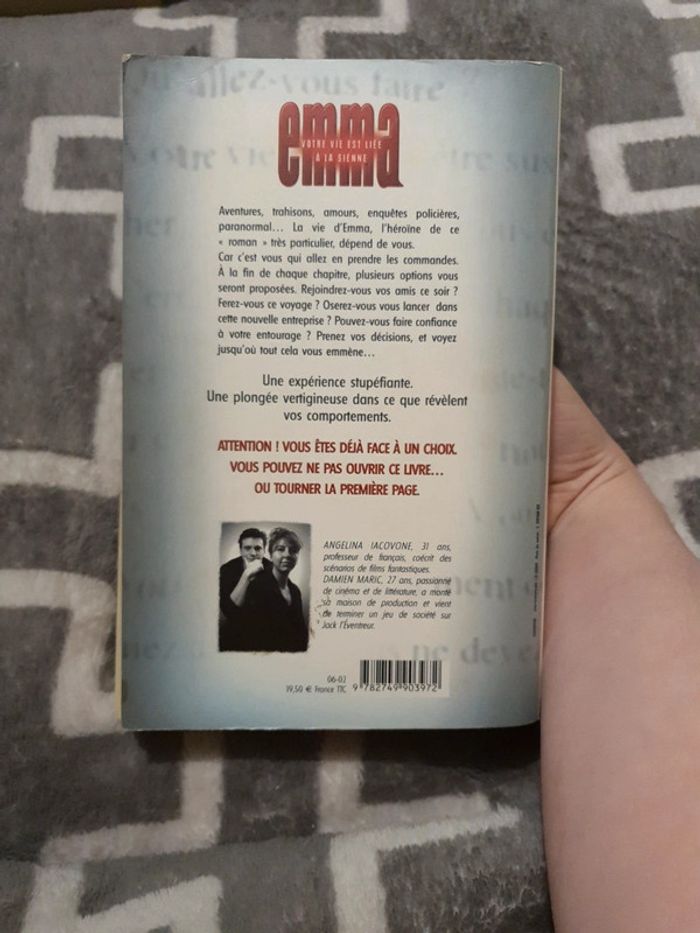 allez-vous faire ?
emma
VOTRE VIE EST LIÉE
À LA SIENNE
Aventures, trahisons, amours, enquêtes policières,
paranormal... La vie d'Emma, l'héroïne de ce
« roman » très particulier, dépend de vous.
Car c'est vous qui allez en prendre les commandes.
À la fin de chaque chapitre, plusieurs options vous
seront proposées. Rejoindrez-vous vos amis ce soir ?
Ferez-vous ce voyage ? Oserez-vous vous lancer dans
cette nouvelle entreprise ? Pouvez-vous faire confiance
à votre entourage ? Prenez vos décisions, et voyez
jusqu'où tout cela vous emmène...
Une expérience stupéfiante.
Une plongée vertigineuse dans ce que révèlent
vos comportements.
ATTENTION ! VOUS ÊTES DÉJÀ FACE À UN CHOIX.
VOUS POUVEZ NE PAS OUVRIR CE LIVRE...
OU TOURNER LA PREMIÈRE PAGE.
ANGELINA IACOVONE, 31 ans,
professeur de français, coécrit des
scénarios de films fantastiques.
DAMIEN MARIC, 27 ans, passionné
de cinéma et de littérature, a monté
sa maison de production et vient
de terminer un jeu de société sur
Jack l'Éventreur.
06-02
19,50 € France TTC
9 782749 903972